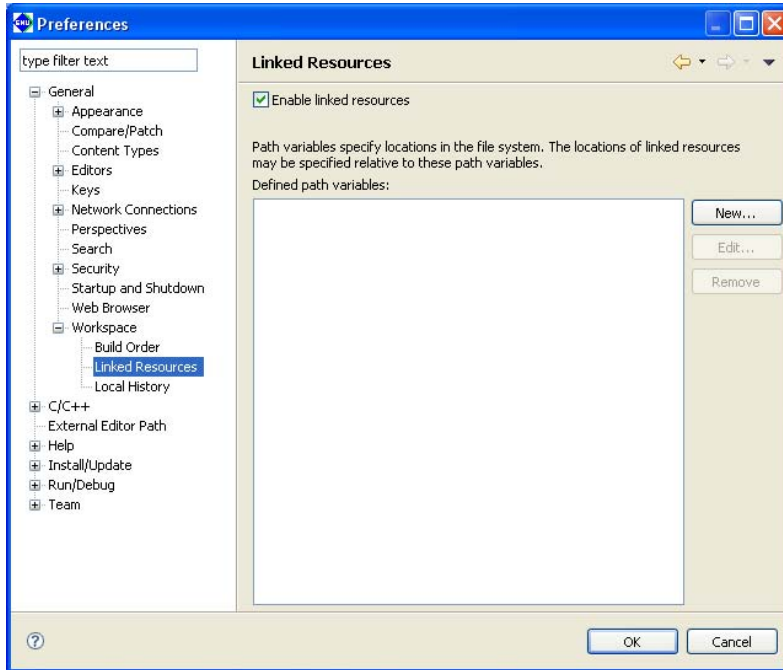 GNU
Preferences
type filter text
General
Appearance
Compare/Patch
Content Types
Editors
Keys
Network Connections
Perspectives
Search
Security
Startup and Shutdown
Web Browser
Workspace
Build Order
Linked Resources
Local History
C/C++
External Editor Path
Help
Install/Update
Run/Debug
Team
Linked Resources
Enable linked resources
Path variables specify locations in the file system. The locations of linked resources
may be specified relative to these path variables.
Defined path variables:
New...
Edit...
Remove
?
OK
Cancel